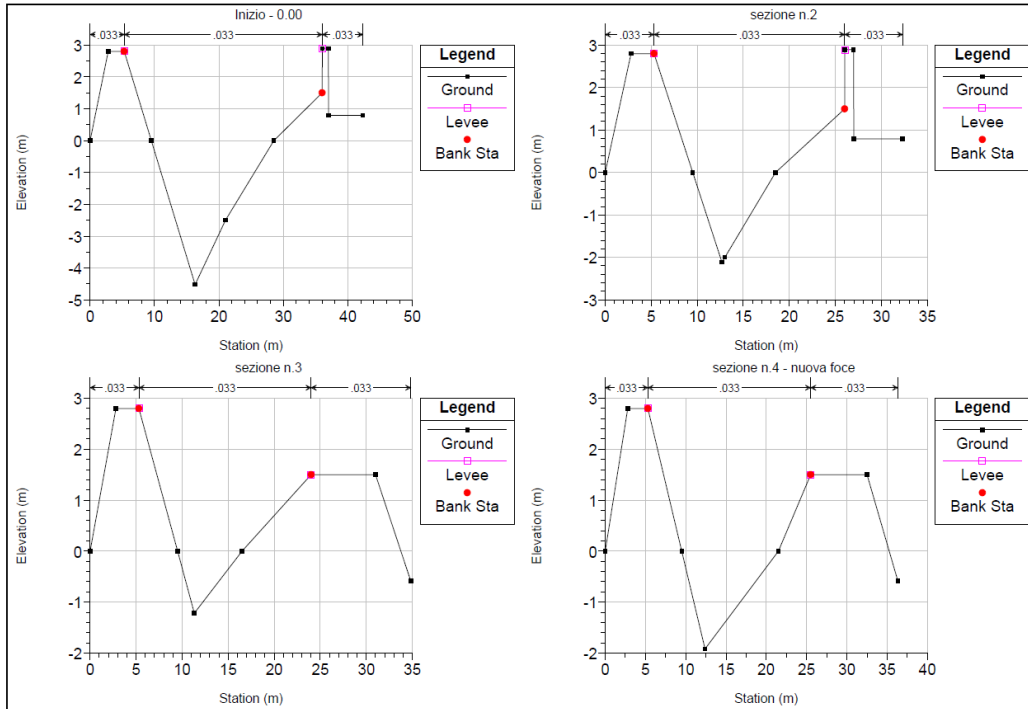 Inizio - 0.00
.033 .033 .033
3
2
1
0
-1
-2
-3
-4
-5
Elevation (m)
0 10 20 30 40 50
Station (m)
Legend
Ground
Levee
Bank Sta
sezione n.2
.033 .033 .033
3
2
1
0
-1
-2
-3
Elevation (m)
0 5 10 15 20 25 30 35
Station (m)
Legend
Ground
Levee
Bank Sta
sezione n.3
.033 .033 .033
3
2
1
0
-1
-2
Elevation (m)
0 5 10 15 20 25 30 35
Station (m)
Legend
Ground
Levee
Bank Sta
sezione n.4 - nuova foce
.033 .033 .033
3
2
1
0
-1
-2
Elevation (m)
0 5 10 15 20 25 30 35 40
Station (m)
Legend
Ground
Levee
Bank Sta